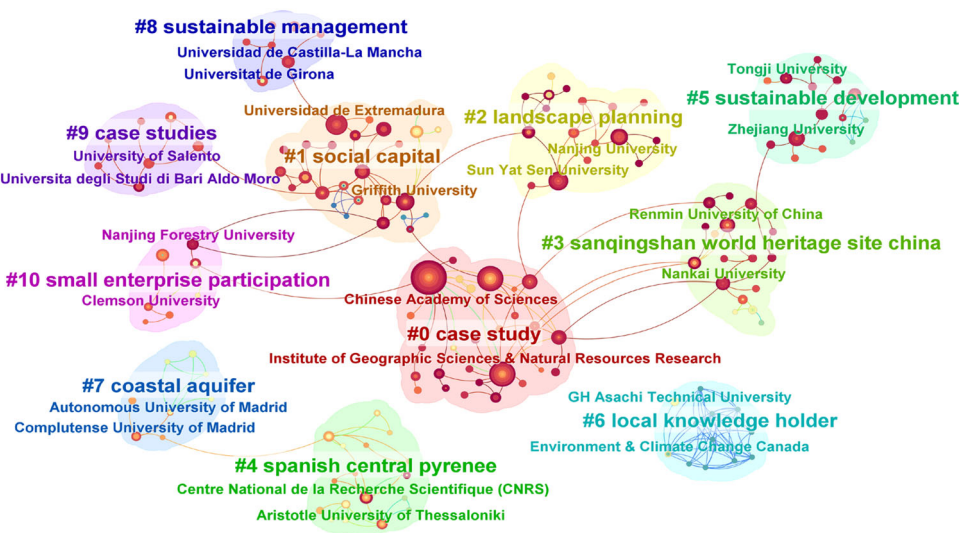 #8 sustainable management
Universidad de Castilla-La Mancha
Universitat de Girona
Tongji University
#5 sustainable development
Zhejiang University
Universidad de Extremadura
#2 landscape planning
Nanjing University
Sun Yat Sen University
#9 case studies
University of Salento
Universita degli Studi di Bari Aldo Moro
#1 social capital
Griffith University
Renmin University of China
#3 sanqingshan world heritage site china
Nankai University
Nanjing Forestry University
#10 small enterprise participation
Clemson University
Chinese Academy of Sciences
#0 case study
Institute of Geographic Sciences & Natural Resources Research
#7 coastal aquifer
Autonomous University of Madrid
Complutense University of Madrid
GH Asachi Technical University
#6 local knowledge holder
Environment & Climate Change Canada
#4 spanish central pyrenee
Centre National de la Recherche Scientifique (CNRS)
Aristotle University of Thessaloniki